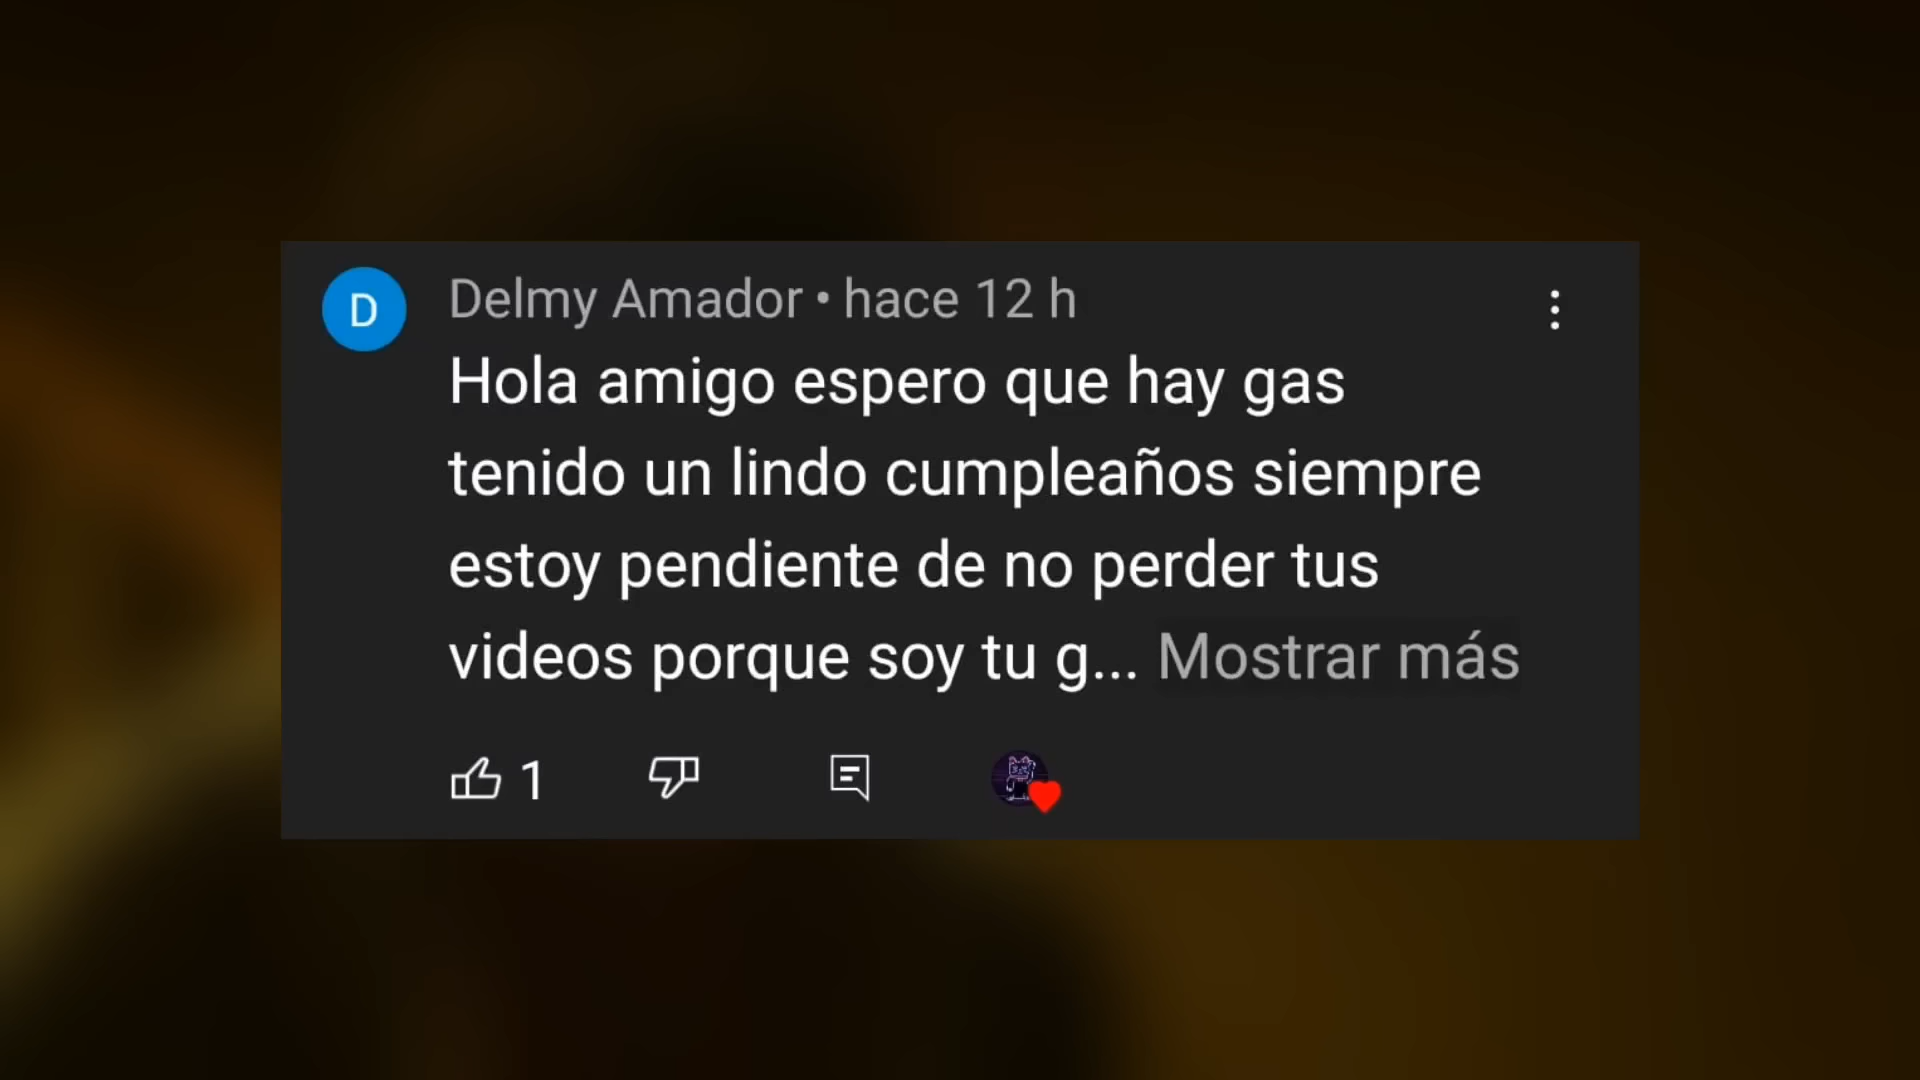 D
Delmy Amador • hace 12 h
Hola amigo espero que hay gas
tenido un lindo cumpleaños siempre
estoy pendiente de no perder tus
videos porque soy tu g... Mostrar más
1